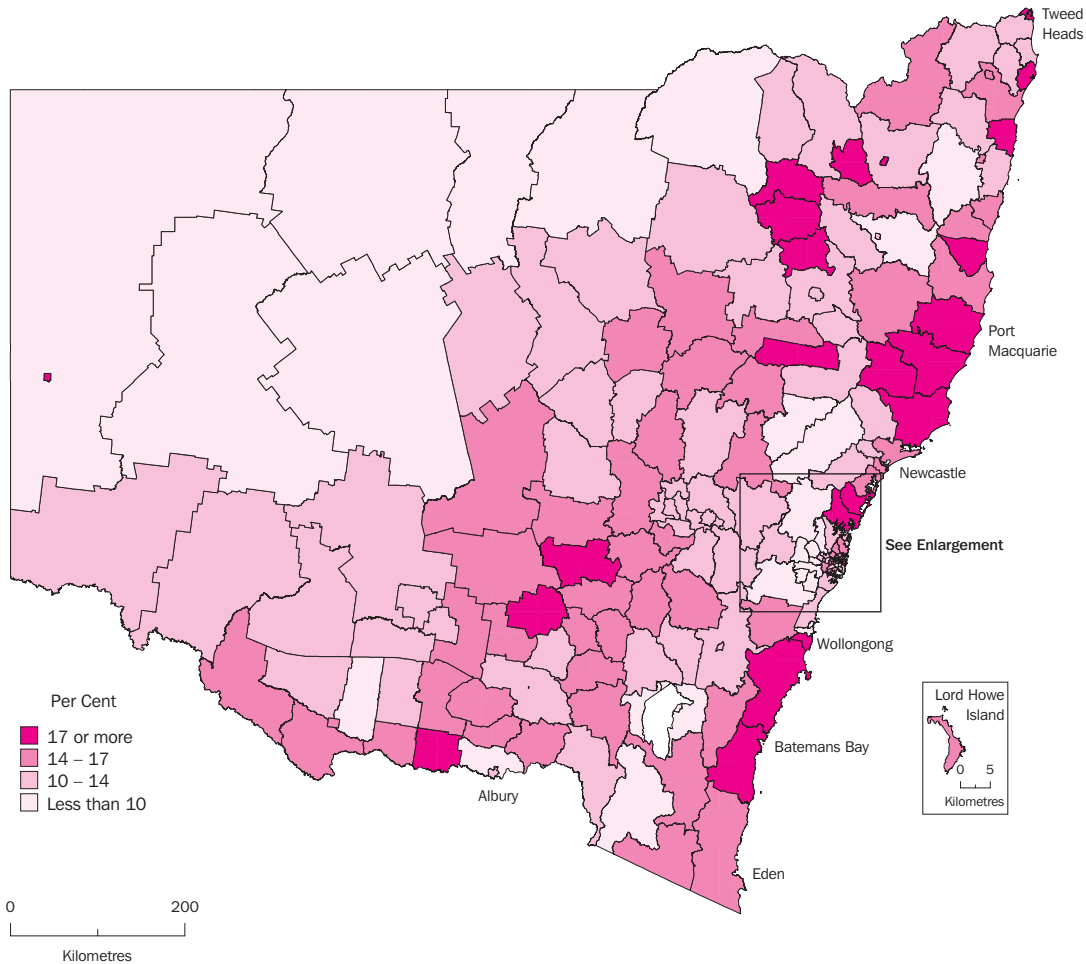 Tweed
Heads
Port
Macquarie
Newcastle
See Enlargement
Wollongong
Per Cent
17 or more
14 – 17
10 – 14
Less than 10
Lord Howe
Island
0 5
Kilometres
Batemans Bay
Albury
Eden
0 200
Kilometres